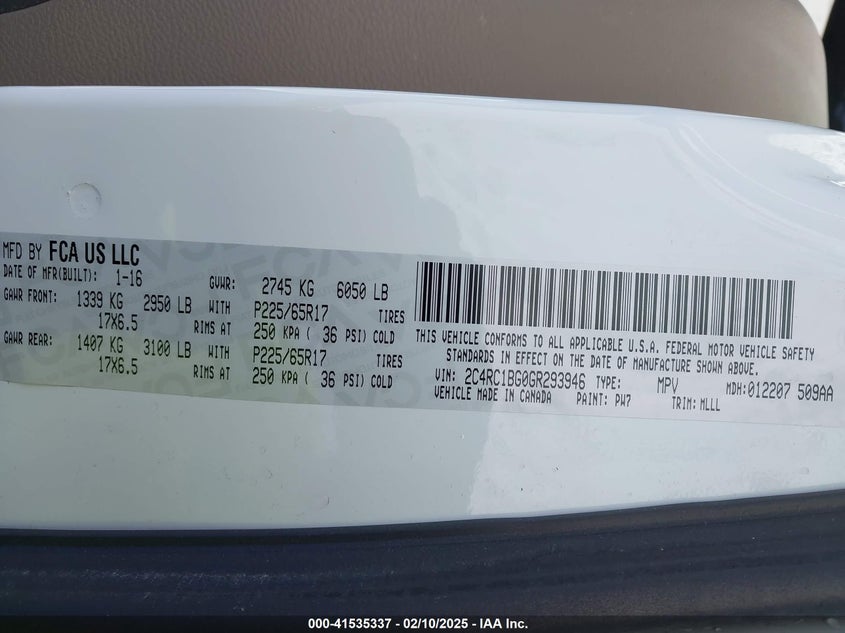 MFD BY FCA US LLC
DATE OF MFR(BUILT): 1-16 GVWR: 2745 KG 6050 LB
GAWR FRONT: 1339 KG 2950 LB WITH P225/65R17 TIRES
17X6.5 RIMS AT 250 KPA ( 36 PSI) COLD
GAWR REAR: 1407 KG 3100 LB WITH P225/65R17 TIRES
17X6.5 RIMS AT 250 KPA ( 36 PSI) COLD
THIS VEHICLE CONFORMS TO ALL APPLICABLE U.S.A. FEDERAL MOTOR VEHICLE SAFETY
STANDARDS IN EFFECT ON THE DATE OF MANUFACTURE SHOWN ABOVE.
VIN: 2C4RC1BG0GR293946 TYPE: MPV MDH:012207 509AA
VEHICLE MADE IN CANADA PAINT: PW7 TRIM: MLLL
000-41535337 — 02/10/2025 — IAA Inc.